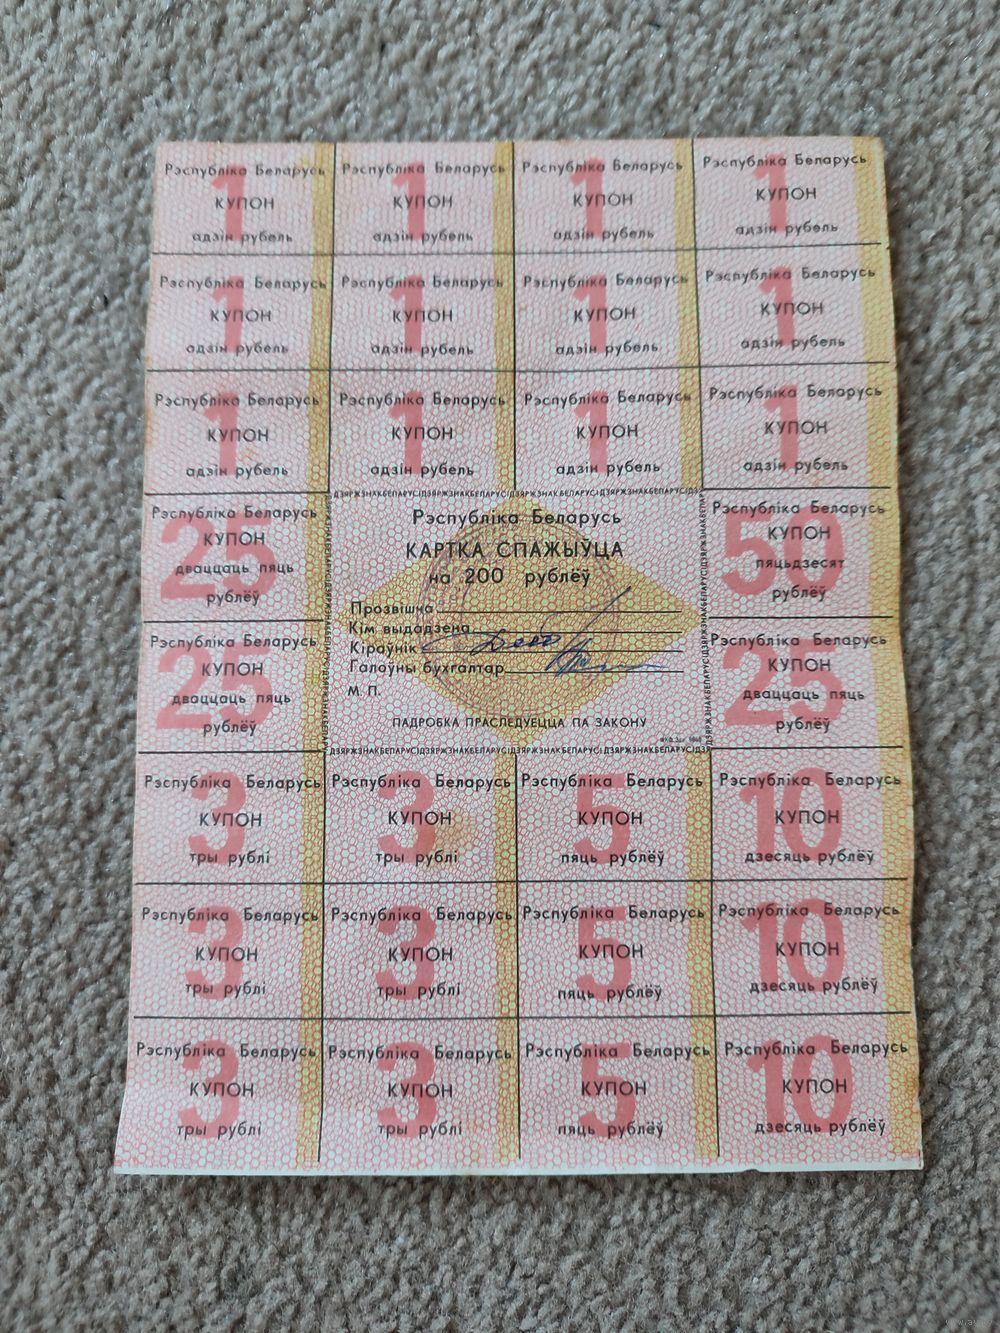 Рэспубліка Беларусь Рэспубліка Беларусь Рэспубліка Беларусь Рэспубліка Беларусь
1 1 1 1
КУПОН КУПОН КУПОН КУПОН
адзін рубель адзін рубель адзін рубель адзін рубель
Рэспубліка Беларусь Рэспубліка Беларусь Рэспубліка Беларусь Рэспубліка Беларусь
1 1 1 1
КУПОН КУПОН КУПОН КУПОН
адзін рубель адзін рубель адзін рубель адзін рубель
Рэспубліка Беларусь Рэспубліка Беларусь Рэспубліка Беларусь Рэспубліка Беларусь
1 1 1 1
КУПОН КУПОН КУПОН КУПОН
адзін рубель адзін рубель адзін рубель адзін рубель
Рэспубліка Беларусь
25
КУПОН
дваццаць пяць
рублёў
Рэспубліка Беларусь
25
КУПОН
дваццаць пяць
рублёў
ДЗЯРЖЗНАКБЕЛАРУСІДЗЯРЖЗНАКБЕЛАРУСІДЗЯРЖЗНАКБЕЛАРУСІДЗЯРЖЗНАКБЕЛАРУСІДЗЯ
Рэспубліка Беларусь
КАРТКА СПАЖЫЎЦА
на 200 рублёў
Прозвішча
Кім выдадзена
Кіраўнік
Галоўны бухгалтар
М. П.
ПАДРОБКА ПРАСЛЕДУЕЦЦА ПА ЗАКОНУ
ДЗЯРЖЗНАКБЕЛАРУСІДЗЯРЖЗНАКБЕЛАРУСІДЗЯРЖЗНАКБЕЛАРУСІДЗЯРЖЗНАКБЕЛАРУСІДЗЯР
Рэспубліка Беларусь
50
КУПОН
пяцьдзесят
рублёў
Рэспубліка Беларусь
25
КУПОН
дваццаць пяць
рублёў
Рэспубліка Беларусь Рэспубліка Беларусь Рэспубліка Беларусь Рэспубліка Беларусь
3 3 5 10
КУПОН КУПОН КУПОН КУПОН
тры рублі тры рублі пяць рублёў дзесяць рублёў
Рэспубліка Беларусь Рэспубліка Беларусь Рэспубліка Беларусь Рэспубліка Беларусь
3 3 5 10
КУПОН КУПОН КУПОН КУПОН
тры рублі тры рублі пяць рублёў дзесяць рублёў
Рэспубліка Беларусь Рэспубліка Беларусь Рэспубліка Беларусь Рэспубліка Беларусь
3 3 5 10
КУПОН КУПОН КУПОН КУПОН
тры рублі тры рублі пяць рублёў дзесяць рублёў